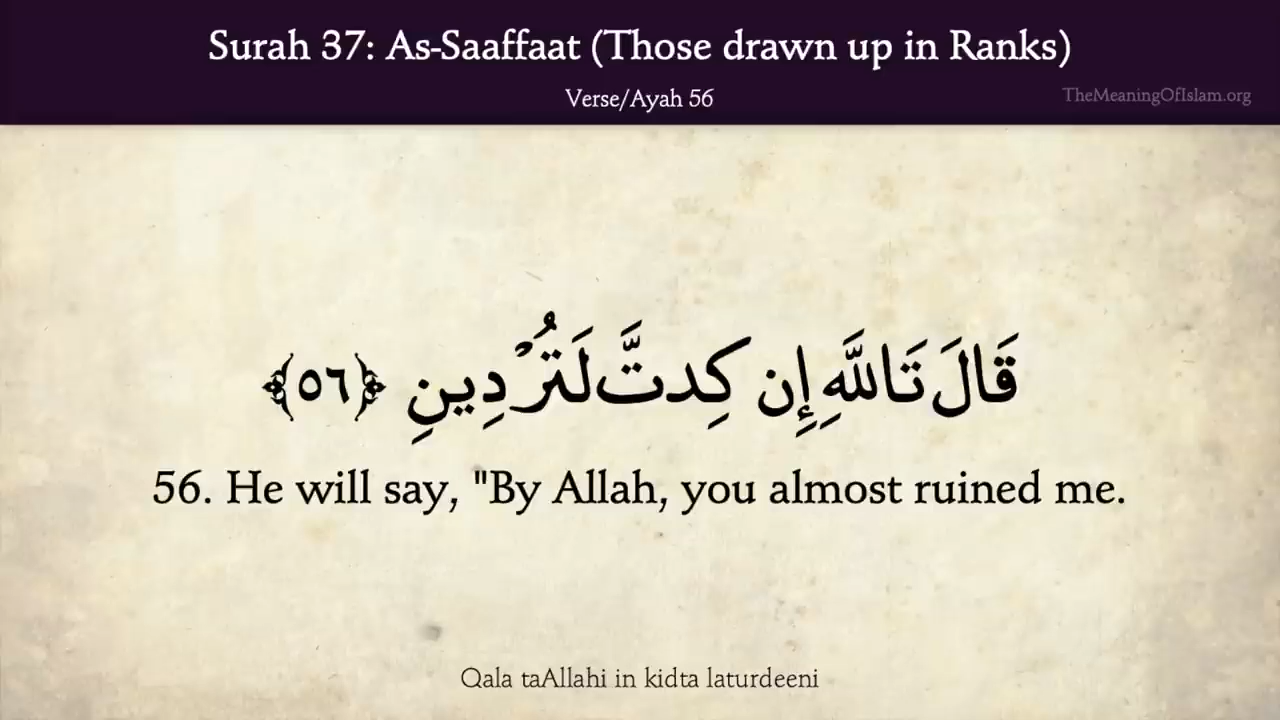 Surah 37: As-Saaffaat (Those drawn up in Ranks)
Verse/Ayah 56
TheMeaningOfIslam.org
قَالَ تَاللَّهِ إِن كِدتَّ لَتُرْدِينِ ﴿٥٦﴾
56. He will say, "By Allah, you almost ruined me.
Qala taAllahi in kidta laturdeeni